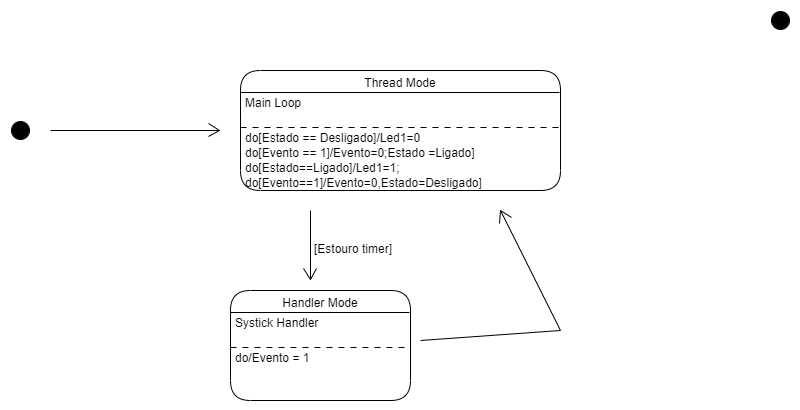 Thread Mode
Main Loop
do[Estado == Desligado]/Led1=0
do[Evento == 1]/Evento=0;Estado =Ligado]
do[Estado==Ligado]/Led1=1;
do[Evento==1]/Evento=0,Estado=Desligado]
[Estouro timer]
Handler Mode
Systick Handler
do/Evento = 1